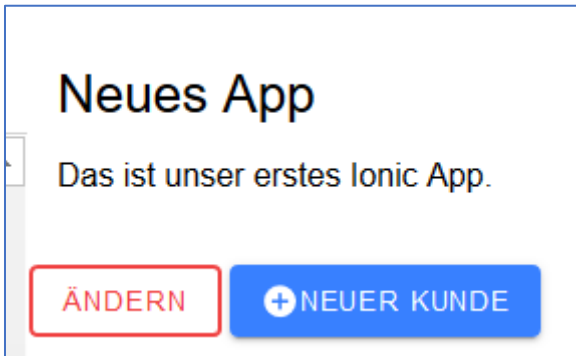 Neues App
Das ist unser erstes Ionic App.
ÄNDERN NEUER KUNDE